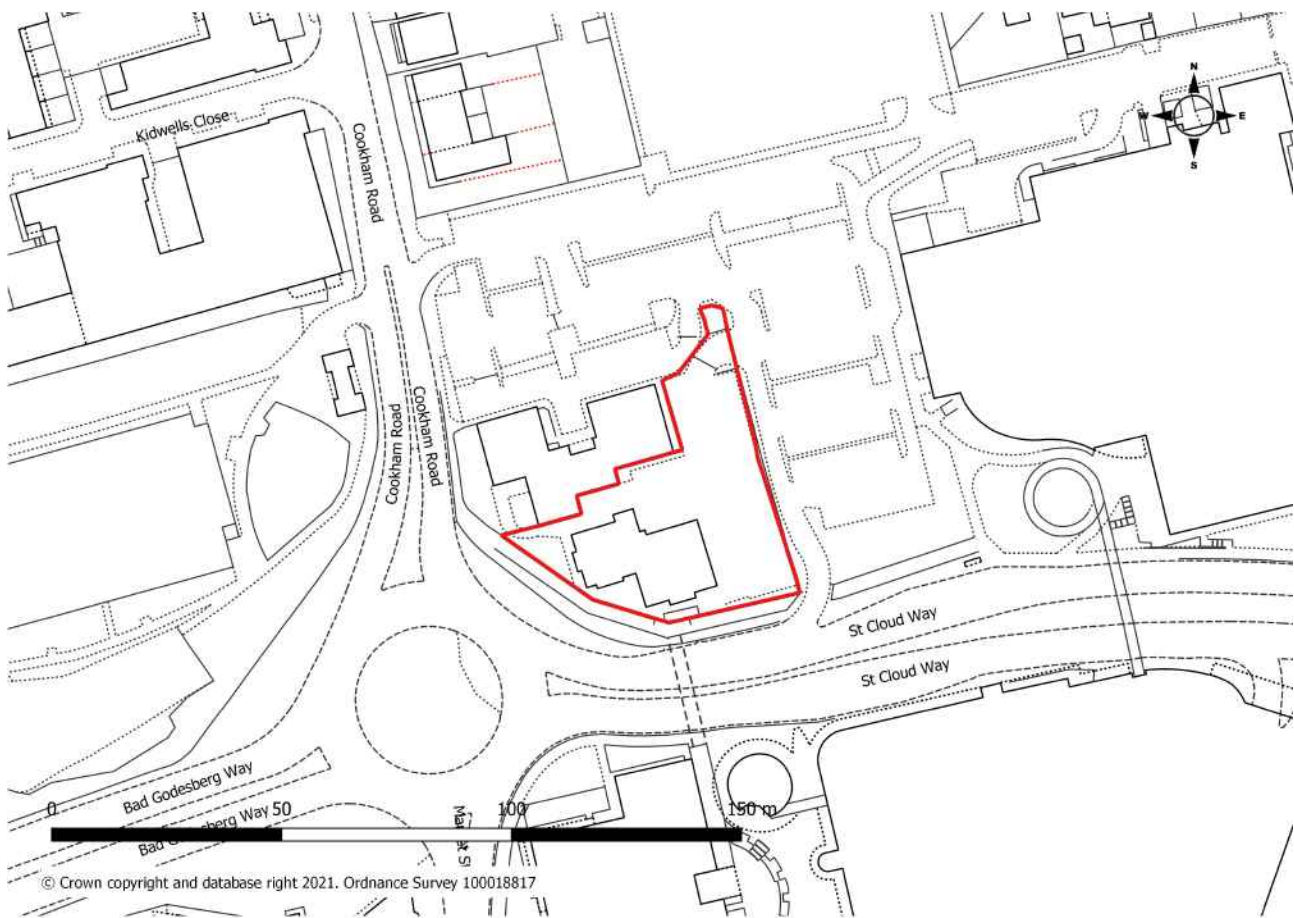 Kidwells Close
Cookham Road
N
W
E
S
Cookham Road
Cookham Road
St Cloud Way
St Cloud Way
Bad Godesberg Way
Bad Godesberg Way
0 50 100 150 m
© Crown copyright and database right 2021. Ordnance Survey 100018817